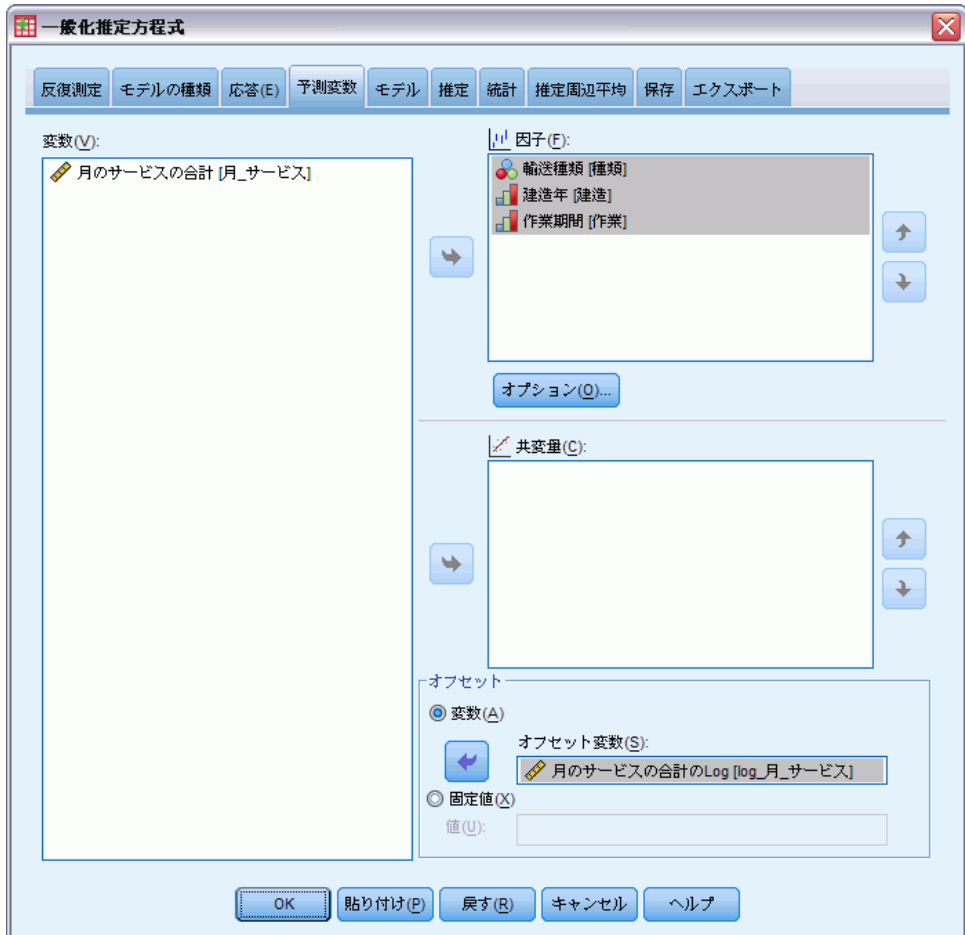 一般化推定方程式
反復測定 モデルの種類 応答(E) 予測変数 モデル 推定 統計 推定周辺平均 保存 エクスポート
変数(V):
月のサービスの合計 [月_サービス]
因子(F):
輸送種類 [種類]
建造年 [建造]
作業期間 [作業]
オプション(O)...
共変量(C):
オフセット
変数(A)
オフセット変数(S):
月のサービスの合計のLog [log_月_サービス]
固定値(X)
値(U):
OK 貼り付け(P) 戻す(R) キャンセル ヘルプ